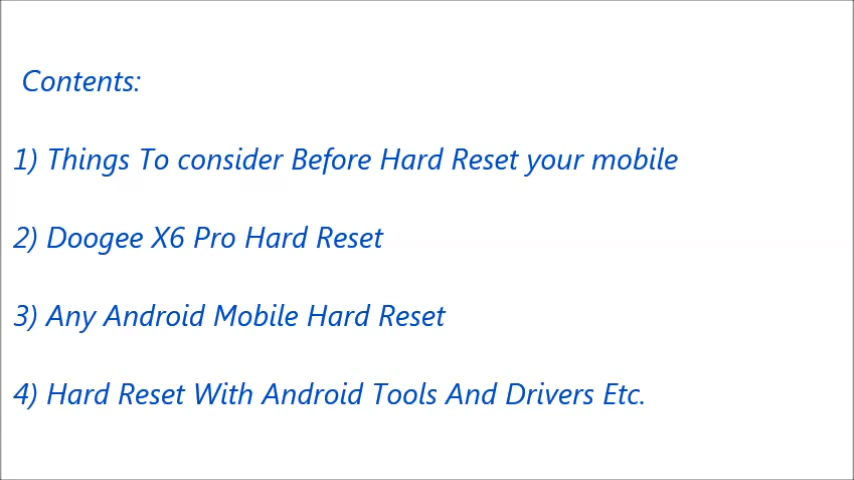 Contents:
1) Things To consider Before Hard Reset your mobile
2) Doogee X6 Pro Hard Reset
3) Any Android Mobile Hard Reset
4) Hard Reset With Android Tools And Drivers Etc.